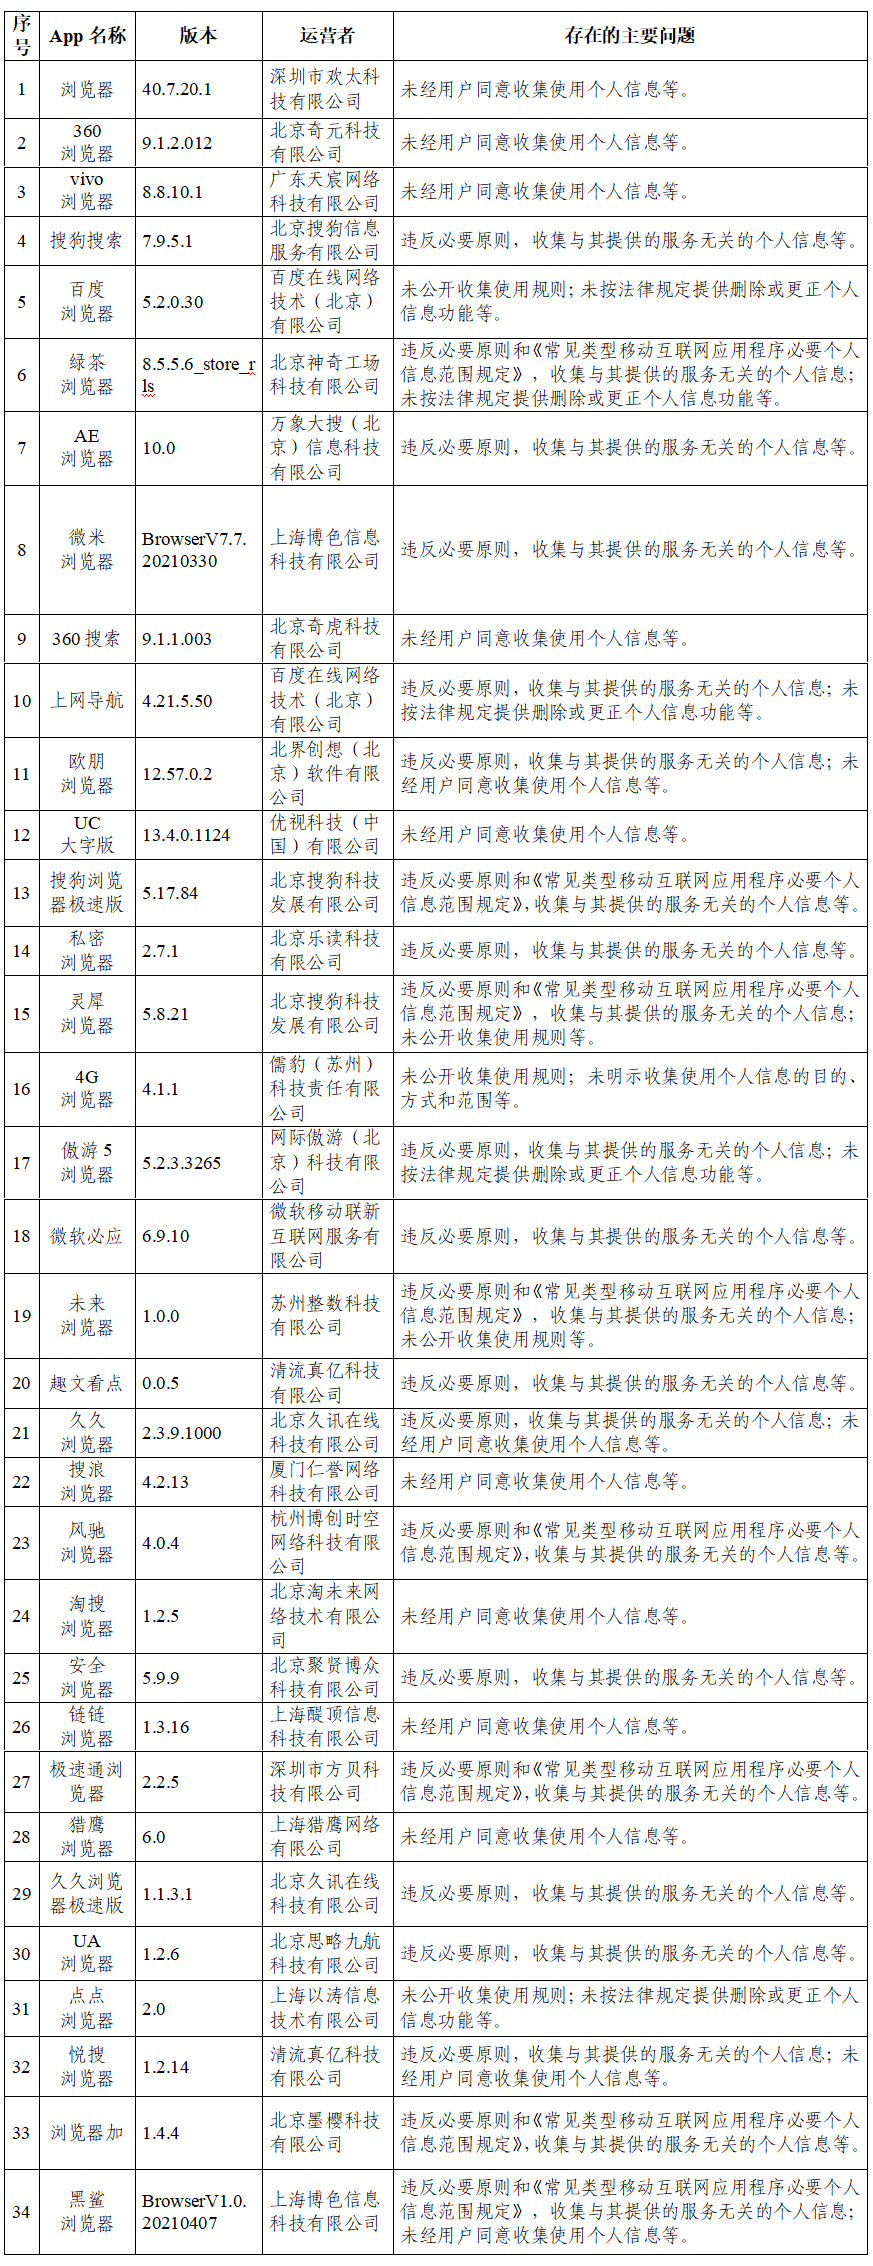 序号 App 名称 版本 运营者 存在的主要问题
1 浏览器 40.7.20.1 深圳市欢太科技有限公司 未经用户同意收集使用个人信息等。
2 360浏览器 9.1.2.012 北京奇元科技有限公司 未经用户同意收集使用个人信息等。
3 vivo浏览器 8.8.10.1 广东天宸网络科技有限公司 未经用户同意收集使用个人信息等。
4 搜狗搜索 7.9.5.1 北京搜狗信息服务有限公司 违反必要原则，收集与其提供的服务无关的个人信息等。
5 百度浏览器 5.2.0.30 百度在线网络技术（北京）有限公司 未公开收集使用规则；未按法律规定提供删除或更正个人信息功能等。
6 绿茶浏览器 8.5.5.6_store_rls 北京神奇工场科技有限公司 违反必要原则和《常见类型移动互联网应用程序必要个人信息范围规定》，收集与其提供的服务无关的个人信息；未按法律规定提供删除或更正个人信息功能等。
7 AE浏览器 10.0 万象大搜（北京）信息科技有限公司 违反必要原则，收集与其提供的服务无关的个人信息等。
8 微米浏览器 BrowserV7.7.20210330 上海博色信息科技有限公司 违反必要原则，收集与其提供的服务无关的个人信息等。
9 360 搜索 9.1.1.003 北京奇虎科技有限公司 未经用户同意收集使用个人信息等。
10 上网导航 4.21.5.50 百度在线网络技术（北京）有限公司 违反必要原则，收集与其提供的服务无关的个人信息；未按法律规定提供删除或更正个人信息功能等。
11 欧朋浏览器 12.57.0.2 北界创想（北京）软件有限公司 违反必要原则，收集与其提供的服务无关的个人信息；未经用户同意收集使用个人信息等。
12 UC大字版 13.4.0.1124 优视科技（中国）有限公司 未经用户同意收集使用个人信息等。
13 搜狗浏览器极速版 5.17.84 北京搜狗科技发展有限公司 违反必要原则和《常见类型移动互联网应用程序必要个人信息范围规定》，收集与其提供的服务无关的个人信息等。
14 私密浏览器 2.7.1 北京乐读科技有限公司 违反必要原则，收集与其提供的服务无关的个人信息等。
15 灵犀浏览器 5.8.21 北京搜狗科技发展有限公司 违反必要原则和《常见类型移动互联网应用程序必要个人信息范围规定》，收集与其提供的服务无关的个人信息；未公开收集使用规则等。
16 4G浏览器 4.1.1 儒豹（苏州）科技责任有限公司 未公开收集使用规则；未明示收集使用个人信息的目的、方式和范围等。
17 傲游 5浏览器 5.2.3.3265 网际傲游（北京）科技有限公司 违反必要原则，收集与其提供的服务无关的个人信息；未按法律规定提供删除或更正个人信息功能等。
18 微软必应 6.9.10 微软移动联新互联网服务有限公司 违反必要原则，收集与其提供的服务无关的个人信息等。
19 未来浏览器 1.0.0 苏州整数科技有限公司 违反必要原则和《常见类型移动互联网应用程序必要个人信息范围规定》，收集与其提供的服务无关的个人信息；未公开收集使用规则等。
20 趣文看点 0.0.5 清流真亿科技有限公司 违反必要原则，收集与其提供的服务无关的个人信息等。
21 久久浏览器 2.3.9.1000 北京久讯在线科技有限公司 违反必要原则，收集与其提供的服务无关的个人信息；未经用户同意收集使用个人信息等。
22 搜浪浏览器 4.2.13 厦门仁誉网络科技有限公司 未经用户同意收集使用个人信息等。
23 风驰浏览器 4.0.4 杭州博创时空网络科技有限公司 违反必要原则和《常见类型移动互联网应用程序必要个人信息范围规定》，收集与其提供的服务无关的个人信息等。
24 淘搜浏览器 1.2.5 北京淘未来网络技术有限公司 未经用户同意收集使用个人信息等。
25 安全浏览器 5.9.9 北京聚贤博众科技有限公司 违反必要原则，收集与其提供的服务无关的个人信息等。
26 链链浏览器 1.3.16 上海醍顶信息科技有限公司 未经用户同意收集使用个人信息等。
27 极速通浏览器 2.2.5 深圳市方贝科技有限公司 违反必要原则和《常见类型移动互联网应用程序必要个人信息范围规定》，收集与其提供的服务无关的个人信息等。
28 猎鹰浏览器 6.0 上海猎鹰网络有限公司 未经用户同意收集使用个人信息等。
29 久久浏览器极速版 1.1.3.1 北京久讯在线科技有限公司 违反必要原则，收集与其提供的服务无关的个人信息等。
30 UA浏览器 1.2.6 北京思略九航科技有限公司 违反必要原则，收集与其提供的服务无关的个人信息等。
31 点点浏览器 2.0 上海以涛信息技术有限公司 未公开收集使用规则；未按法律规定提供删除或更正个人信息功能等。
32 悦搜浏览器 1.2.14 清流真亿科技有限公司 违反必要原则，收集与其提供的服务无关的个人信息；未经用户同意收集使用个人信息等。
33 浏览器加 1.4.4 北京墨樱科技有限公司 违反必要原则和《常见类型移动互联网应用程序必要个人信息范围规定》，收集与其提供的服务无关的个人信息等。
34 黑鲨浏览器 BrowserV1.0.20210407 上海博色信息科技有限公司 违反必要原则和《常见类型移动互联网应用程序必要个人信息范围规定》，收集与其提供的服务无关的个人信息；未经用户同意收集使用个人信息等。